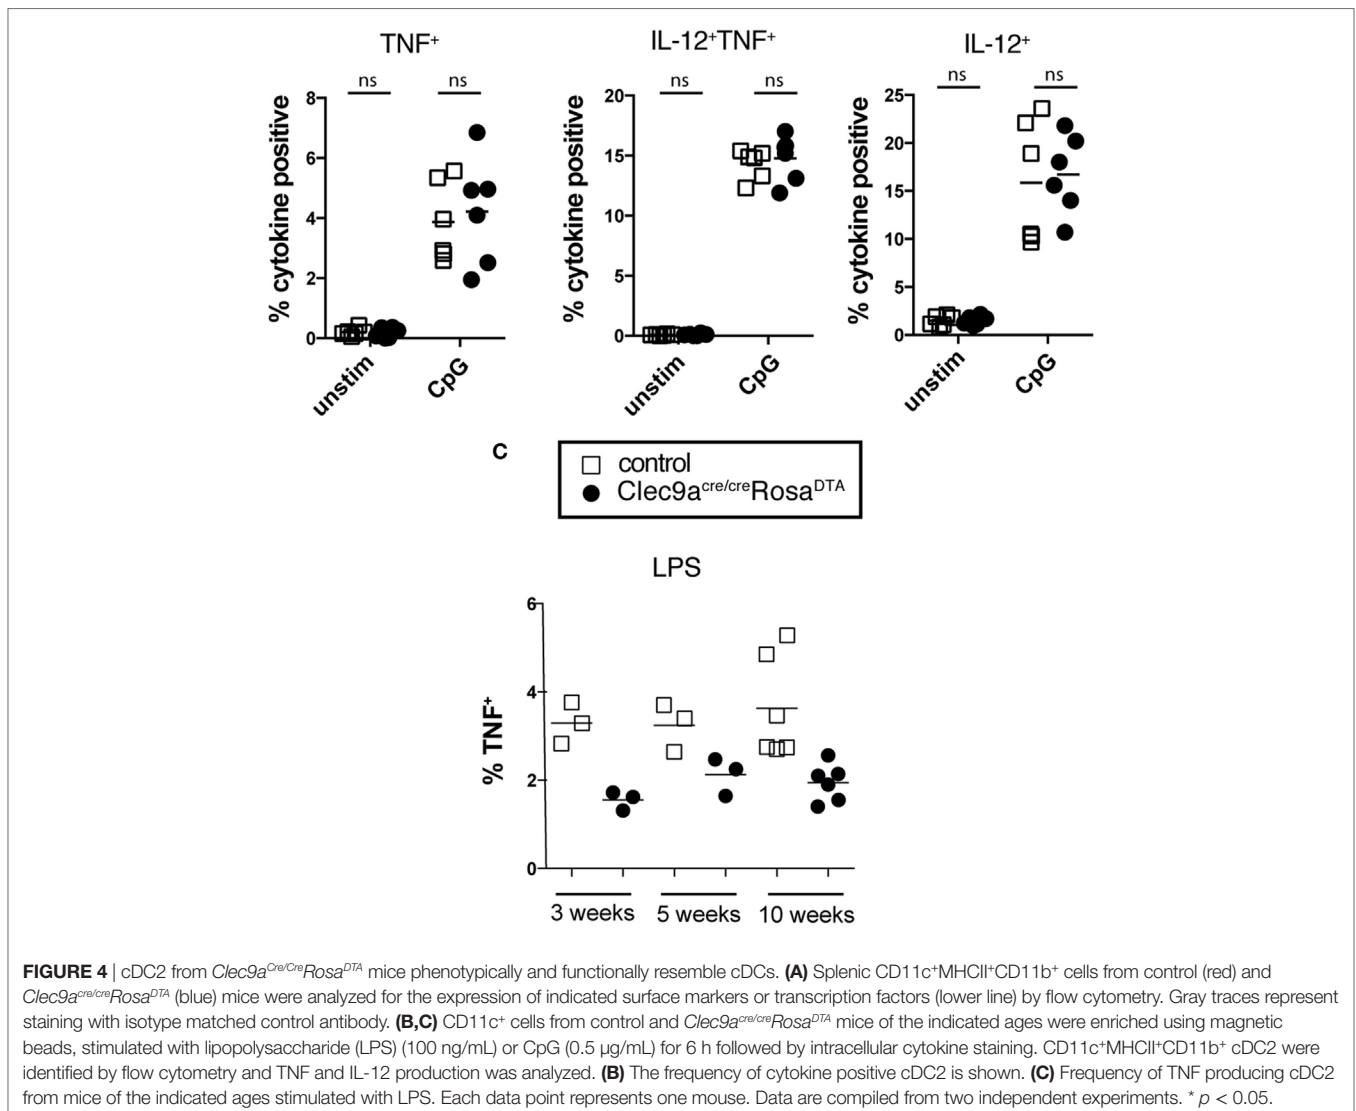 TNF⁺
IL-12⁺TNF⁺
IL-12⁺
ns ns
ns ns
ns ns
% cytokine positive
8
6
4
2
0
unstim
CpG
% cytokine positive
20
15
10
5
0
unstim
CpG
% cytokine positive
25
20
15
10
5
0
unstim
CpG
C
control
Clec9a^cre/cre Rosa^DTA
LPS
% TNF⁺
6
4
2
0
3 weeks 5 weeks 10 weeks
FIGURE 4 | cDC2 from Clec9a^Cre/Cre Rosa^DTA mice phenotypically and functionally resemble cDCs. (A) Splenic CD11c⁺MHCII⁺CD11b⁺ cells from control (red) and
Clec9a^cre/cre Rosa^DTA (blue) mice were analyzed for the expression of indicated surface markers or transcription factors (lower line) by flow cytometry. Gray traces represent
staining with isotype matched control antibody. (B,C) CD11c⁺ cells from control and Clec9a^cre/cre Rosa^DTA mice of the indicated ages were enriched using magnetic
beads, stimulated with lipopolysaccharide (LPS) (100 ng/mL) or CpG (0.5 µg/mL) for 6 h followed by intracellular cytokine staining. CD11c⁺MHCII⁺CD11b⁺ cDC2 were
identified by flow cytometry and TNF and IL-12 production was analyzed. (B) The frequency of cytokine positive cDC2 is shown. (C) Frequency of TNF producing cDC2
from mice of the indicated ages stimulated with LPS. Each data point represents one mouse. Data are compiled from two independent experiments. * p < 0.05.